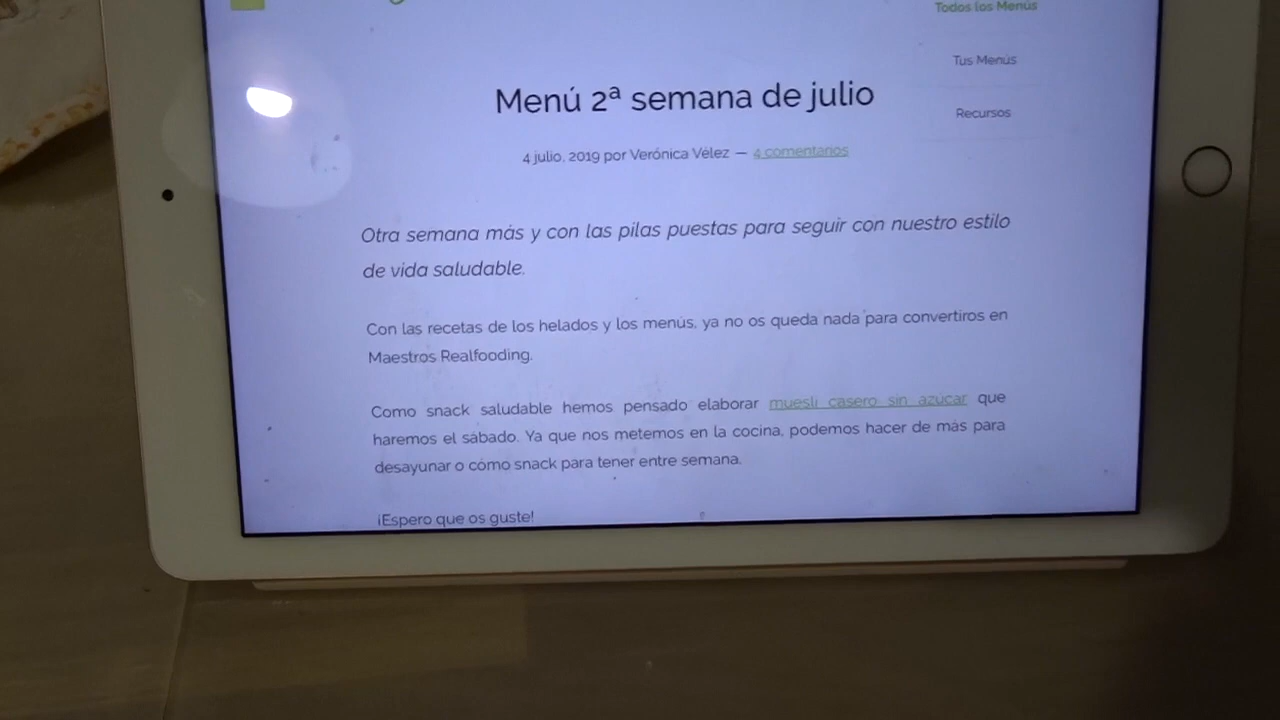 Todos los Menús
Tus Menús
Recursos
Menú 2ª semana de julio
4 julio, 2019 por Verónica Vélez — 4 comentarios
Otra semana más y con las pilas puestas para seguir con nuestro estilo
de vida saludable.
Con las recetas de los helados y los menús, ya no os queda nada para convertiros en
Maestros Realfooding.
Como snack saludable hemos pensado elaborar muesli casero sin azúcar que
haremos el sábado. Ya que nos metemos en la cocina, podemos hacer de más para
desayunar o cómo snack para tener entre semana.
¡Espero que os guste!